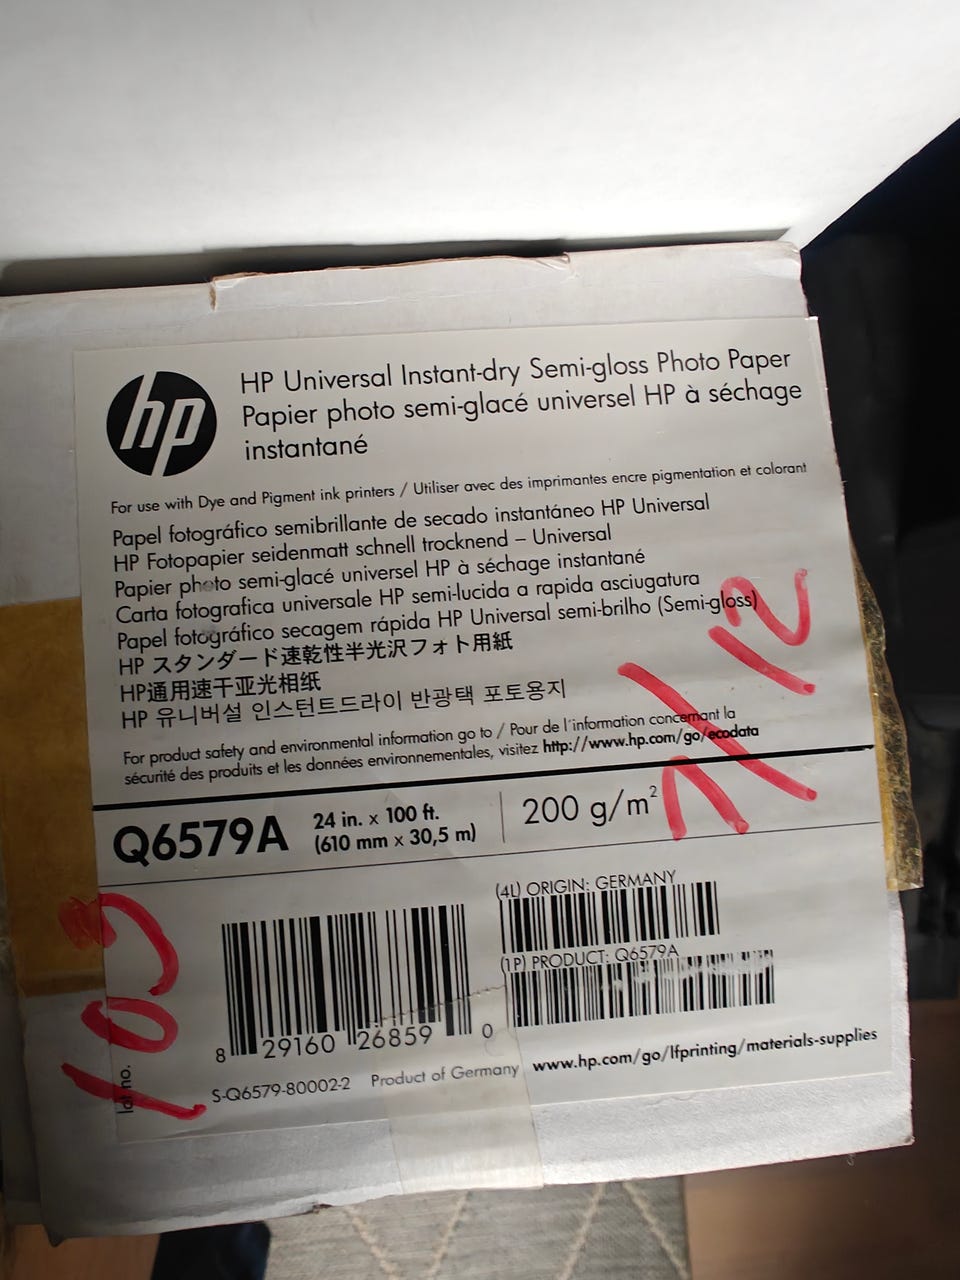 hp
HP Universal Instant-dry Semi-gloss Photo Paper
Papier photo semi-glacé universel HP à séchage
instantané
For use with Dye and Pigment ink printers / Utiliser avec des imprimantes encre pigmentation et colorant
Papel fotográfico semibrillante de secado instantáneo HP Universal
HP Fotopapier seidenmatt schnell trocknend – Universal
Papier photo semi-glacé universel HP à séchage instantané
Carta fotografica universale HP semi-lucida a rapida asciugatura
Papel fotográfico secagem rápida HP Universal semi-brilho (Semi-gloss)
HP スタンダード速乾性半光沢フォト用紙
HP通用速干亚光相纸
HP 유니버설 인스턴트드라이 반광택 포토용지
For product safety and environmental information go to / Pour de l'information concernant la
sécurité des produits et les données environnementales, visitez http://www.hp.com/go/ecodata
Q6579A
24 in. x 100 ft.
(610 mm x 30,5 m)
200 g/m²
(4L) ORIGIN: GERMANY
(1P) PRODUCT: Q6579A
8 29160 26859 0
S-Q6579-80002-2 Product of Germany www.hp.com/go/lfprinting/materials-supplies
lot no.